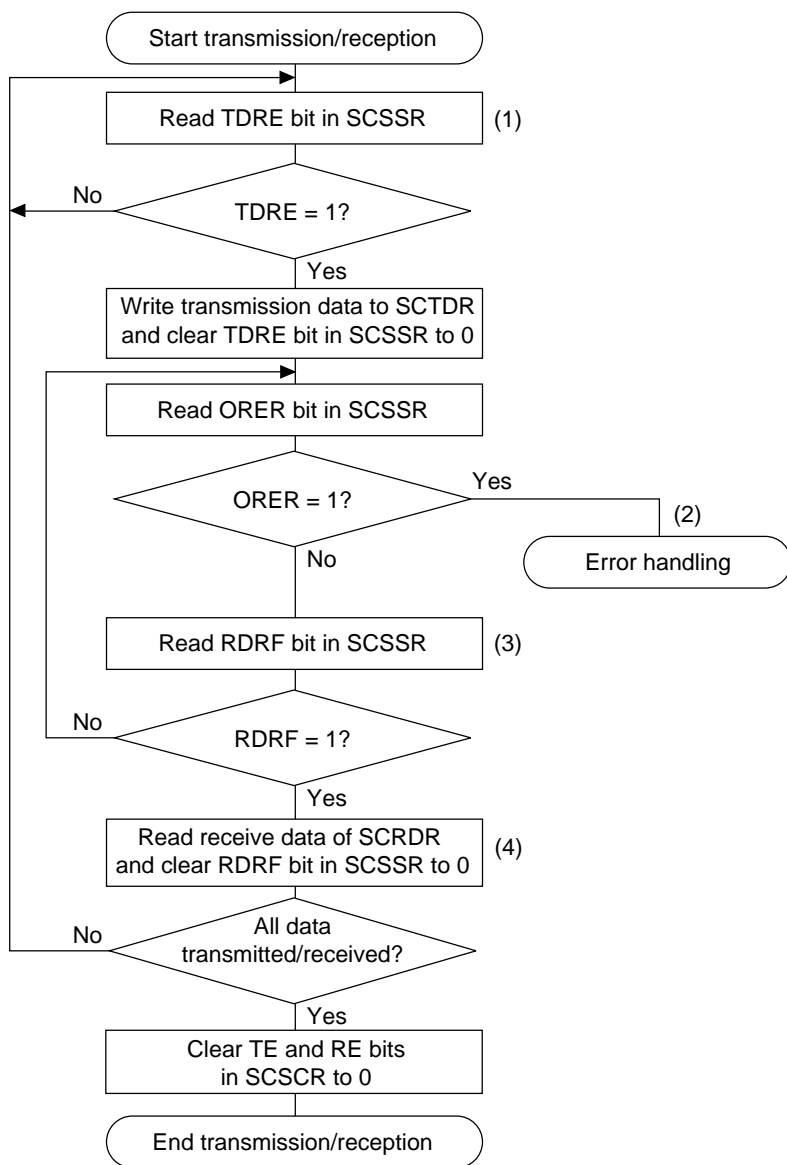 Start transmission/reception
Read TDRE bit in SCSSR
(1)
No
TDRE = 1?
Yes
Write transmission data to SCTDR
and clear TDRE bit in SCSSR to 0
Read ORER bit in SCSSR
Yes
ORER = 1?
(2)
No
Error handling
Read RDRF bit in SCSSR
(3)
No
RDRF = 1?
Yes
Read receive data of SCRDR
and clear RDRF bit in SCSSR to 0
(4)
All data
No
transmitted/received?
Yes
Clear TE and RE bits
in SCSCR to 0
End transmission/reception